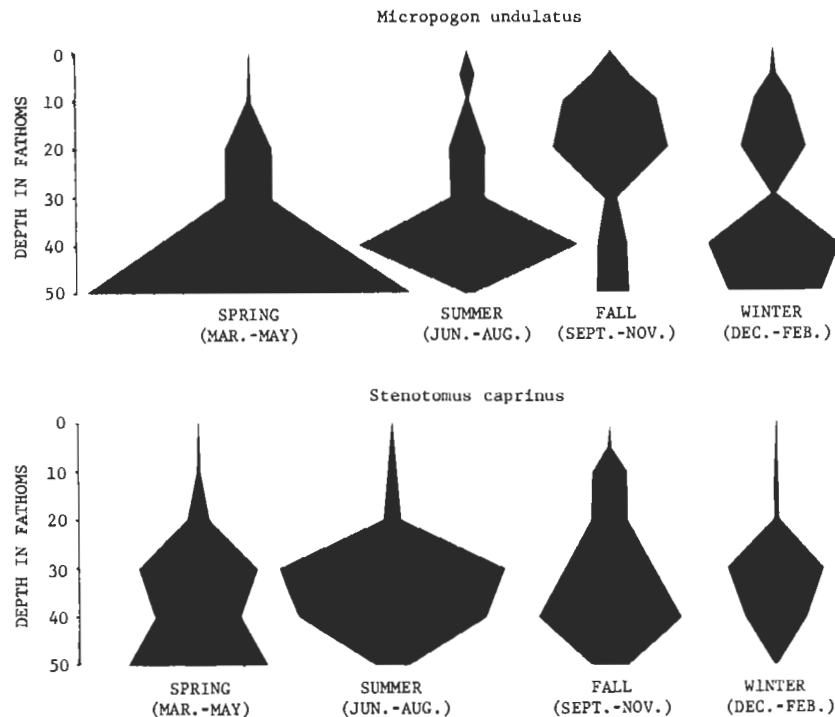 Micropogon undulatus
DEPTH IN FATHOMS
0
10
20
30
40
50
SPRING SUMMER FALL WINTER
(MAR.-MAY) (JUN.-AUG.) (SEPT.-NOV.) (DEC.-FEB.)
Stenotomus caprinus
DEPTH IN FATHOMS
0
10
20
30
40
50
SPRING SUMMER FALL WINTER
(MAR.-MAY) (JUN.-AUG.) (SEPT.-NOV.) (DEC.-FEB.)